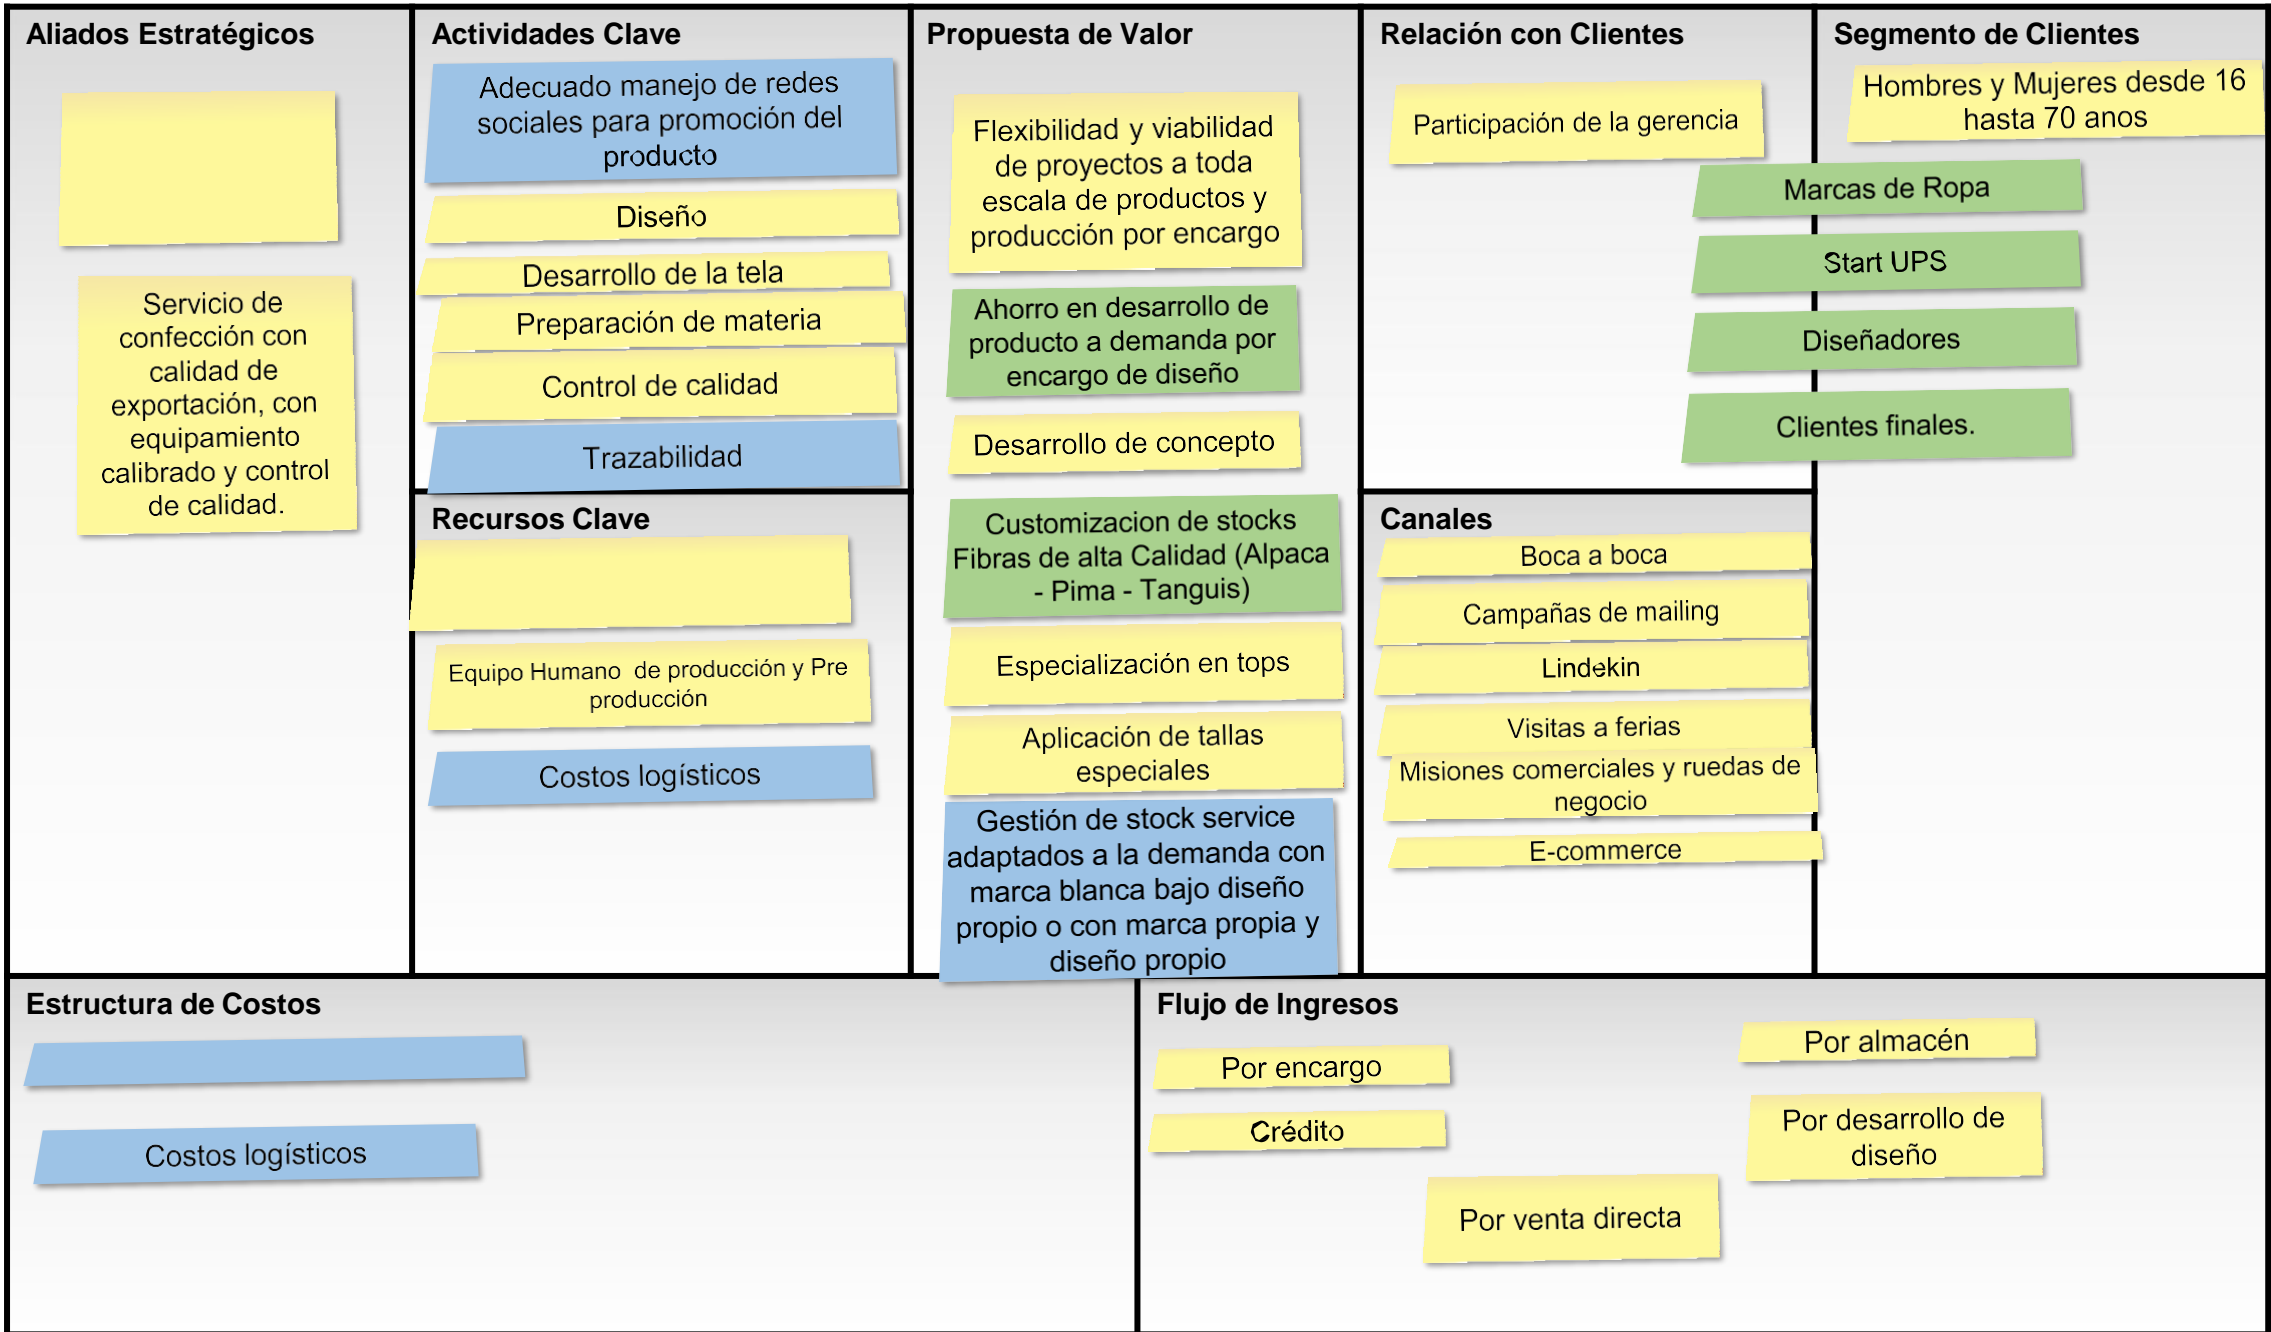 Aliados Estratégicos
Servicio de
confección con
calidad de
exportación, con
equipamiento
calibrado y control
de calidad.
Actividades Clave
Adecuado manejo de redes
sociales para promoción del
producto
Diseño
Desarrollo de la tela
Preparación de materia
Control de calidad
Trazabilidad
Recursos Clave
Equipo Humano de producción y Pre
producción
Costos logísticos
Propuesta de Valor
Flexibilidad y viabilidad
de proyectos a toda
escala de productos y
producción por encargo
Ahorro en desarrollo de
producto a demanda por
encargo de diseño
Desarrollo de concepto
Customizacion de stocks
Fibras de alta Calidad (Alpaca
- Pima - Tanguis)
Especialización en tops
Aplicación de tallas
especiales
Gestión de stock service
adaptados a la demanda con
marca blanca bajo diseño
propio o con marca propia y
diseño propio
Relación con Clientes
Participación de la gerencia
Segmento de Clientes
Hombres y Mujeres desde 16
hasta 70 anos
Marcas de Ropa
Start UPS
Diseñadores
Clientes finales.
Canales
Boca a boca
Campañas de mailing
Lindekin
Visitas a ferias
Misiones comerciales y ruedas de
negocio
E-commerce
Estructura de Costos
Costos logísticos
Flujo de Ingresos
Por encargo
Crédito
Por venta directa
Por almacén
Por desarrollo de
diseño